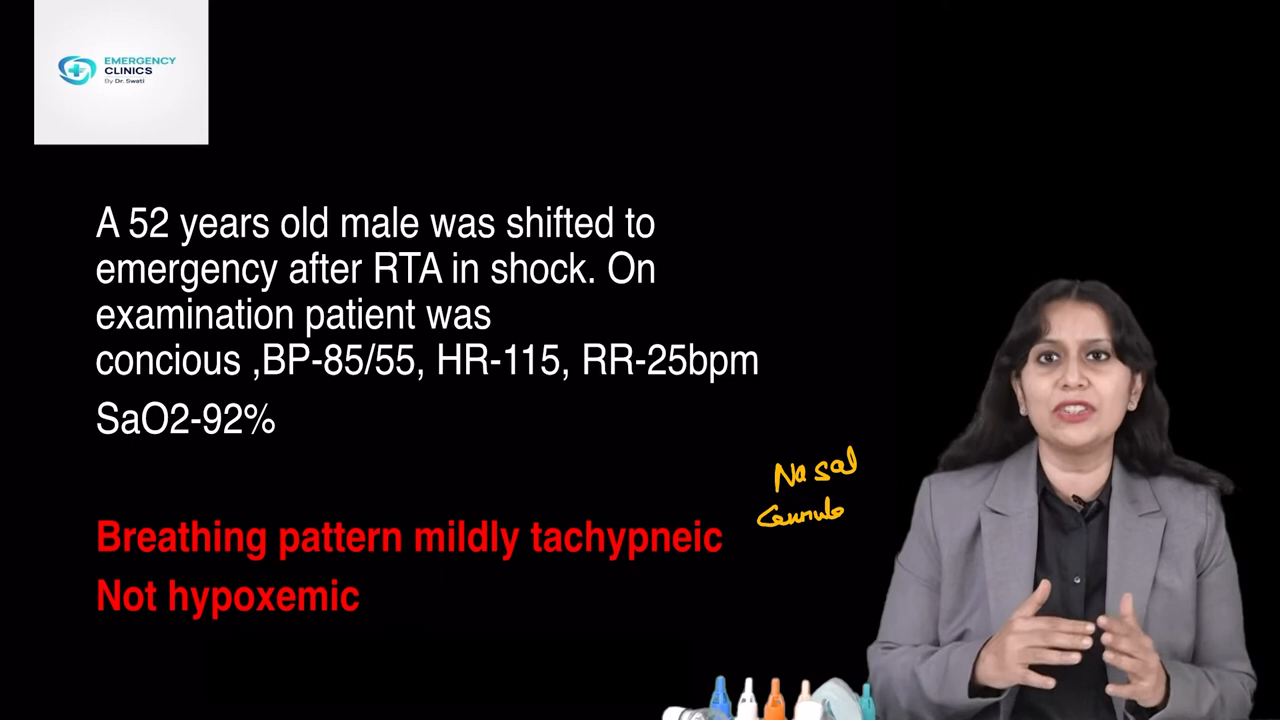 EMERGENCY
CLINICS
By Dr. Swati
A 52 years old male was shifted to
emergency after RTA in shock. On
examination patient was
concious ,BP-85/55, HR-115, RR-25bpm
SaO2-92%
Nasal
Breathing pattern mildly tachypneic
Not hypoxemic